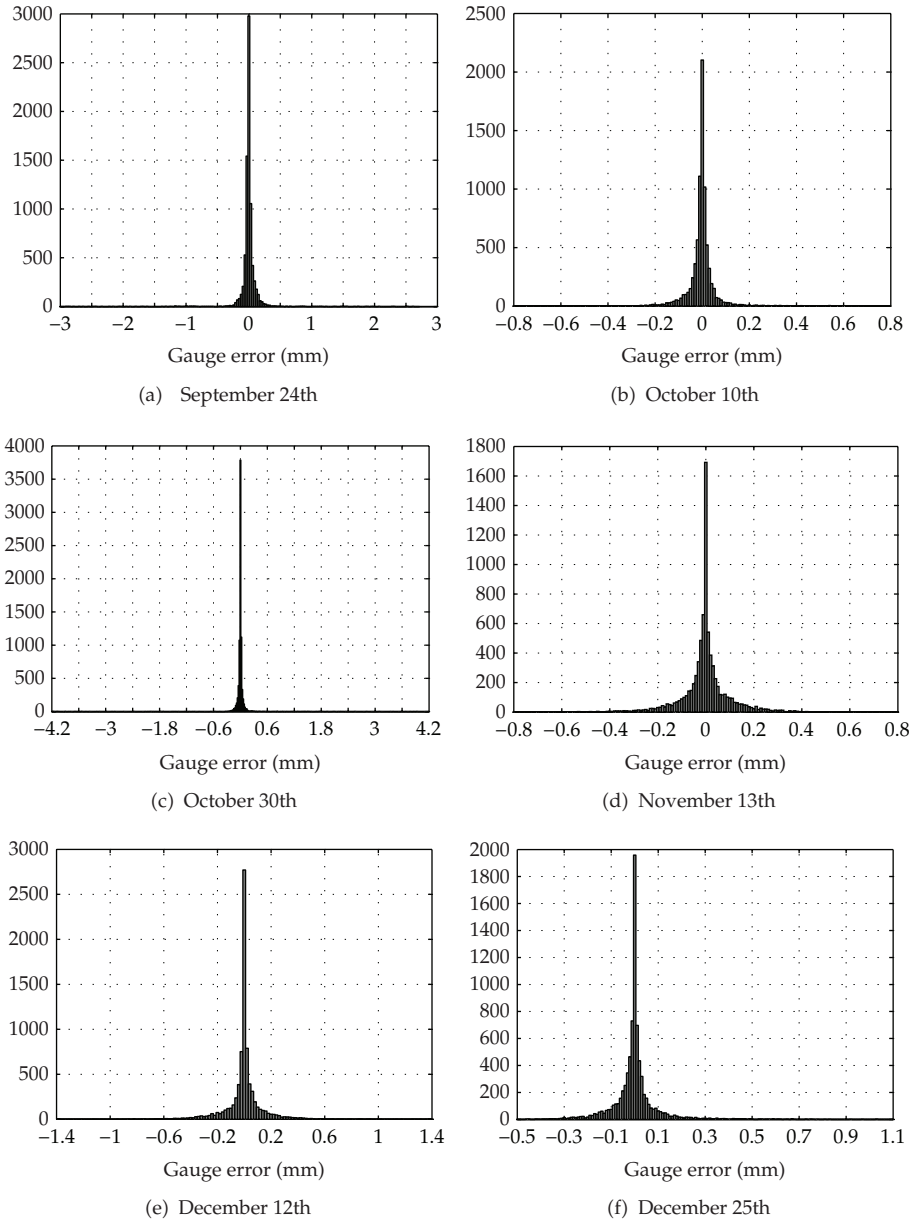 3000
2500
2000
1500
1000
500
0
−3 −2 −1 0 1 2 3
Gauge error (mm)
(a) September 24th
2500
2000
1500
1000
500
0
−0.8 −0.6 −0.4 −0.2 0 0.2 0.4 0.6 0.8
Gauge error (mm)
(b) October 10th
4000
3500
3000
2500
2000
1500
1000
500
0
−4.2 −3 −1.8 −0.6 0.6 1.8 3 4.2
Gauge error (mm)
(c) October 30th
1800
1600
1400
1200
1000
800
600
400
200
0
−0.8 −0.6 −0.4 −0.2 0 0.2 0.4 0.6 0.8
Gauge error (mm)
(d) November 13th
3000
2500
2000
1500
1000
500
0
−1.4 −1 −0.6 −0.2 0.2 0.6 1 1.4
Gauge error (mm)
(e) December 12th
2000
1800
1600
1400
1200
1000
800
600
400
200
0
−0.5 −0.3 −0.1 0.1 0.3 0.5 0.7 0.9 1.1
Gauge error (mm)
(f) December 25th